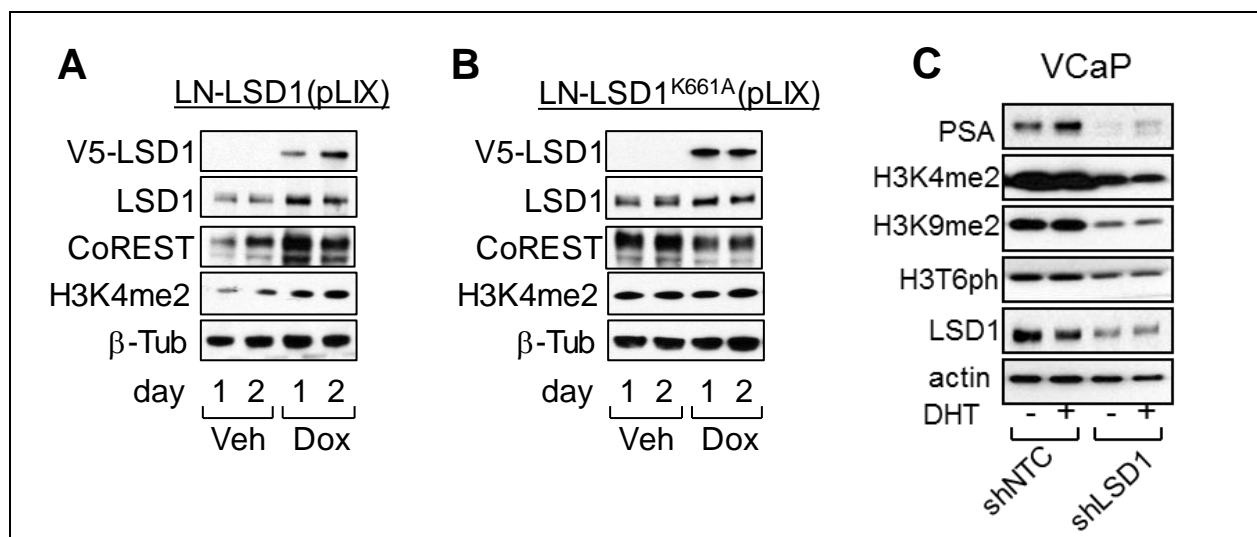 A
LN-LSD1(pLIX)
V5-LSD1
LSD1
CoREST
H3K4me2
β-Tub
day 1 2 1 2
Veh Dox
B
LN-LSD1K661A(pLIX)
V5-LSD1
LSD1
CoREST
H3K4me2
β-Tub
day 1 2 1 2
Veh Dox
C
VCaP
PSA
H3K4me2
H3K9me2
H3T6ph
LSD1
actin
DHT - + - +
shNTC shLSD1